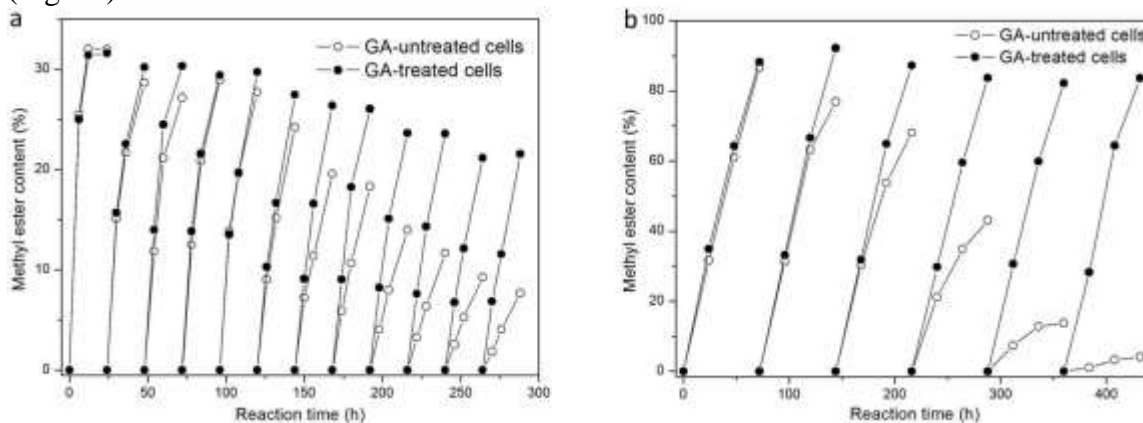 a
GA-untreated cells
GA-treated cells
Methyl ester content (%)
30
20
10
0
0 50 100 150 200 250 300
Reaction time (h)
b
GA-untreated cells
GA-treated cells
Methyl ester content (%)
100
80
60
40
20
0
0 100 200 300 400
Reaction time (h)